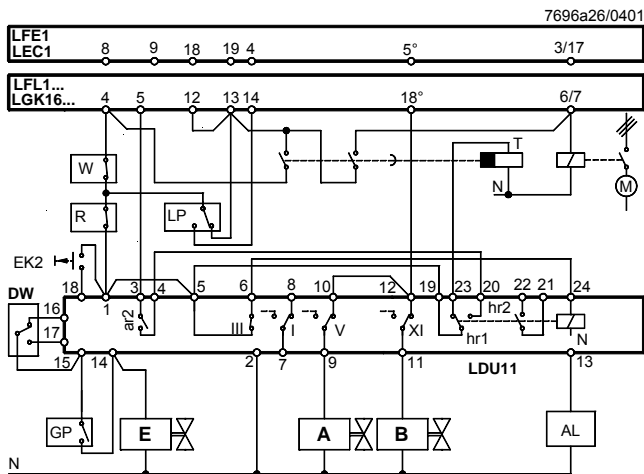 7696a26/0401
LFE1
LEC1
8 9 18 19 4 5° 3/17
LFL1...
LGK16...
4 5 12 13 14 18° 6/7
W
T
R
LP
N
M
EK2
DW
18 1 3 4 5 6 8 10 12 19 23 20 22 21 24
16
17
ar2
III
I
V
XI
hr1
hr2
N
15 14 2 7 9 11 LDU11 13
GP
E
A
B
AL
N